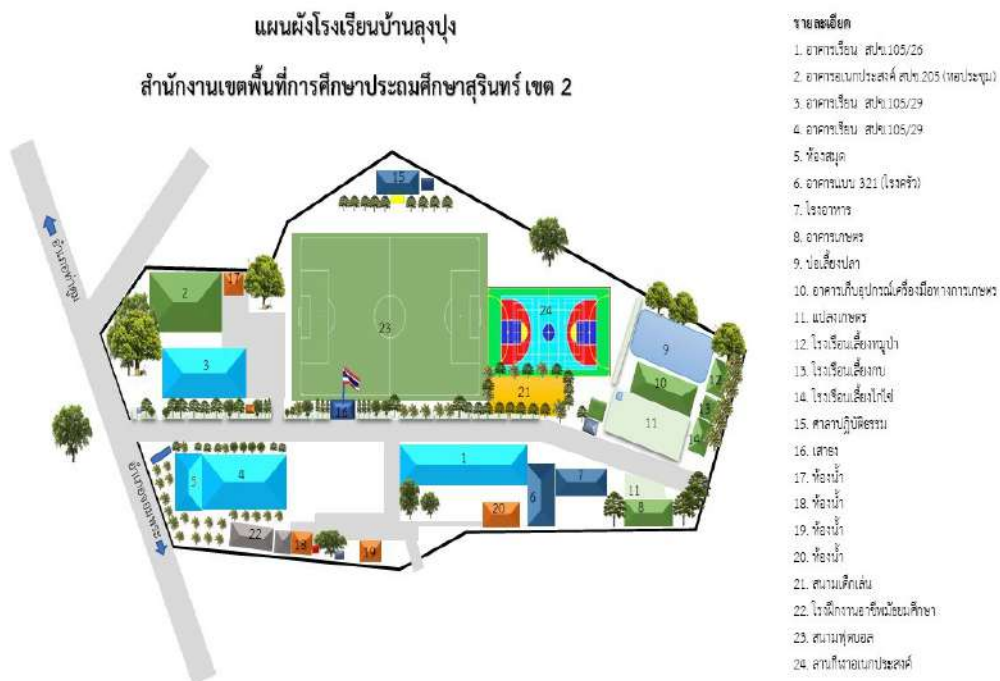 แผนผังโรงเรียนบ้านลุงปุง
สำนักงานเขตพื้นที่การศึกษาประถมศึกษาสุรินทร์ เขต 2
รายละเอียด
1. อาคารเรียน สปช.105/26
2. อาคารอเนกประสงค์ สปช.205 (หอประชุม)
3. อาคารเรียน สปช.105/29
4. อาคารเรียน สปช.105/29
5. ห้องสมุด
6. อาคารแบบ 321 (โรงครัว)
7. โรงอาหาร
8. อาคารเกษตร
9. บ่อเลี้ยงปลา
10. อาคารเก็บอุปกรณ์เครื่องมือทางการเกษตร
11. แปลงเกษตร
12. โรงเรือนเลี้ยงหมูป่า
13. โรงเรือนเลี้ยงกบ
14. โรงเรือนเลี้ยงไก่ไข่
15. ศาลาปฏิบัติธรรม
16. เสาธง
17. ห้องน้ำ
18. ห้องน้ำ
19. ห้องน้ำ
20. ห้องน้ำ
21. สนามเด็กเล่น
22. โรงฝึกงานอาชีพมัธยมศึกษา
23. สนามฟุตบอล
24. ลานกีฬาอเนกประสงค์
อำเภอท่าตูม
อำเภอจอมพระ
15
17
2
3
23
24
9
10
12
13
14
11
21
16
1
5
4
6
7
11
8
20
22
18
19